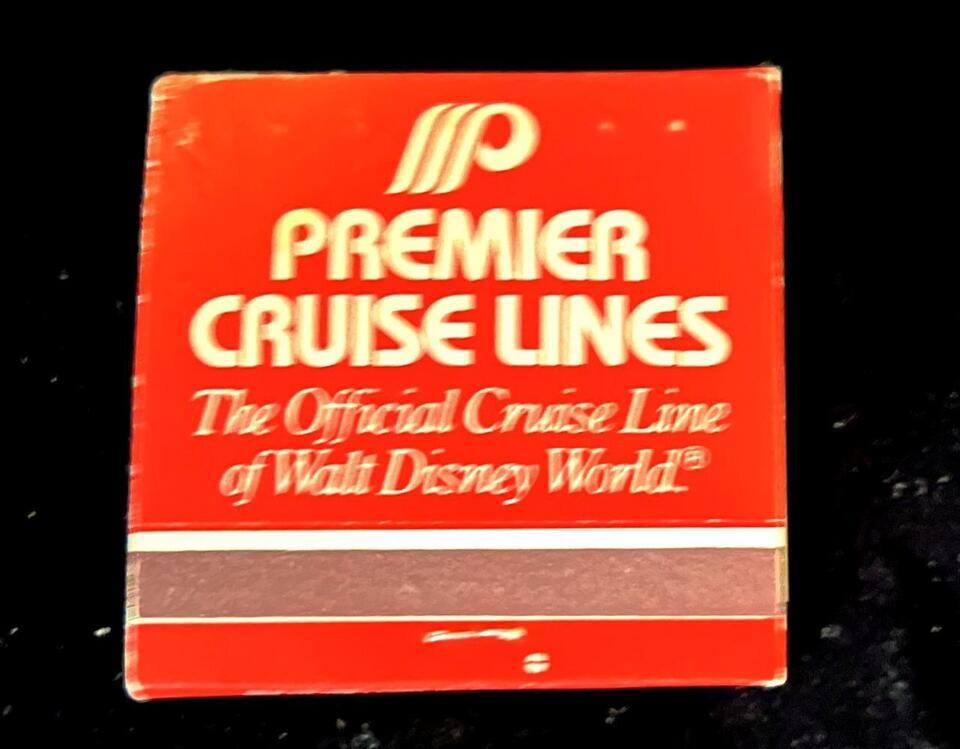 P
PREMIER
CRUISE LINES
The Official Cruise Line
of Walt Disney World.®